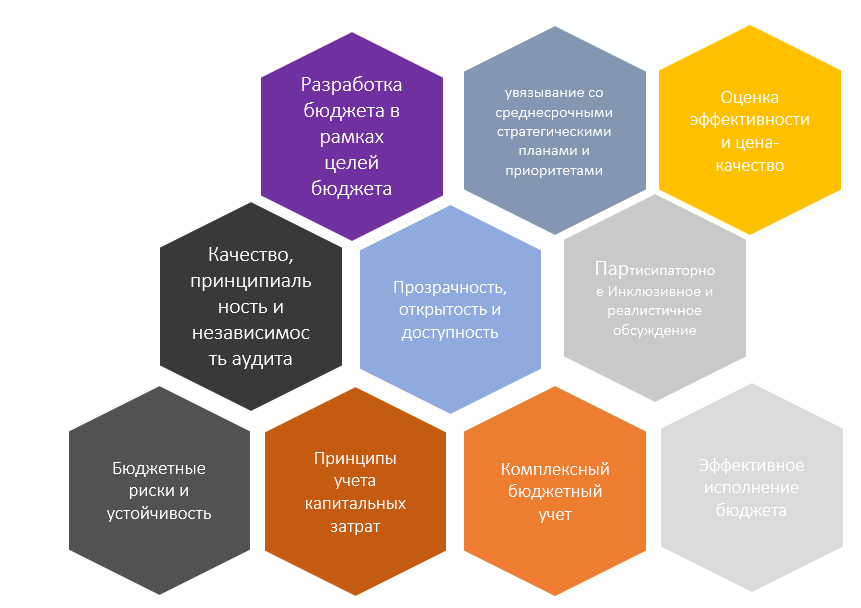 Разработка
бюджета в
рамках
целей
бюджета
увязывание со
среднесрочными
стратегическими
планами и
приоритетами
Оценка
эффективности
и цена-
качество
Качество,
принципиаль
ность и
независимос
ть аудита
Прозрачность,
открытость и
доступность
Партисипаторно
е Инклюзивное и
реалистичное
обсуждение
Бюджетные
риски и
устойчивость
Принципы
учета
капитальных
затрат
Комплексный
бюджетный
учет
Эффективное
исполнение
бюджета